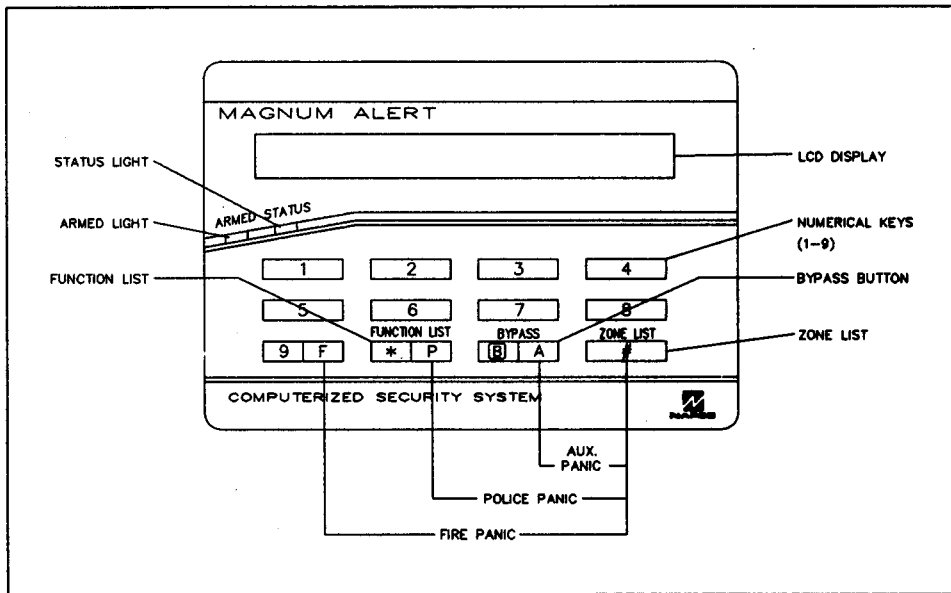 MAGNUM ALERT
STATUS LIGHT
LCD DISPLAY
ARMED STATUS
ARMED LIGHT
NUMERICAL KEYS
(1-9)
1 2 3 4
FUNCTION LIST
BYPASS BUTTON
5 6 7 8
FUNCTION LIST BYPASS ZONE LIST
ZONE LIST
9 F * P B A #
COMPUTERIZED SECURITY SYSTEM
NAPCO
AUX.
PANIC
POLICE PANIC
FIRE PANIC